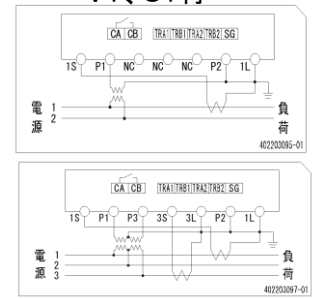 CA CB TRA1 TRB1 TRA2 TRB2 SG
1S P1 NC NC NC P2 1L
電源 1 2
負荷
402203095-01
CA CB TRA1 TRB1 TRA2 TRB2 SG
1S P1 P3 3S 3L P2 1L
電源 1 2 3
負荷
402203097-01